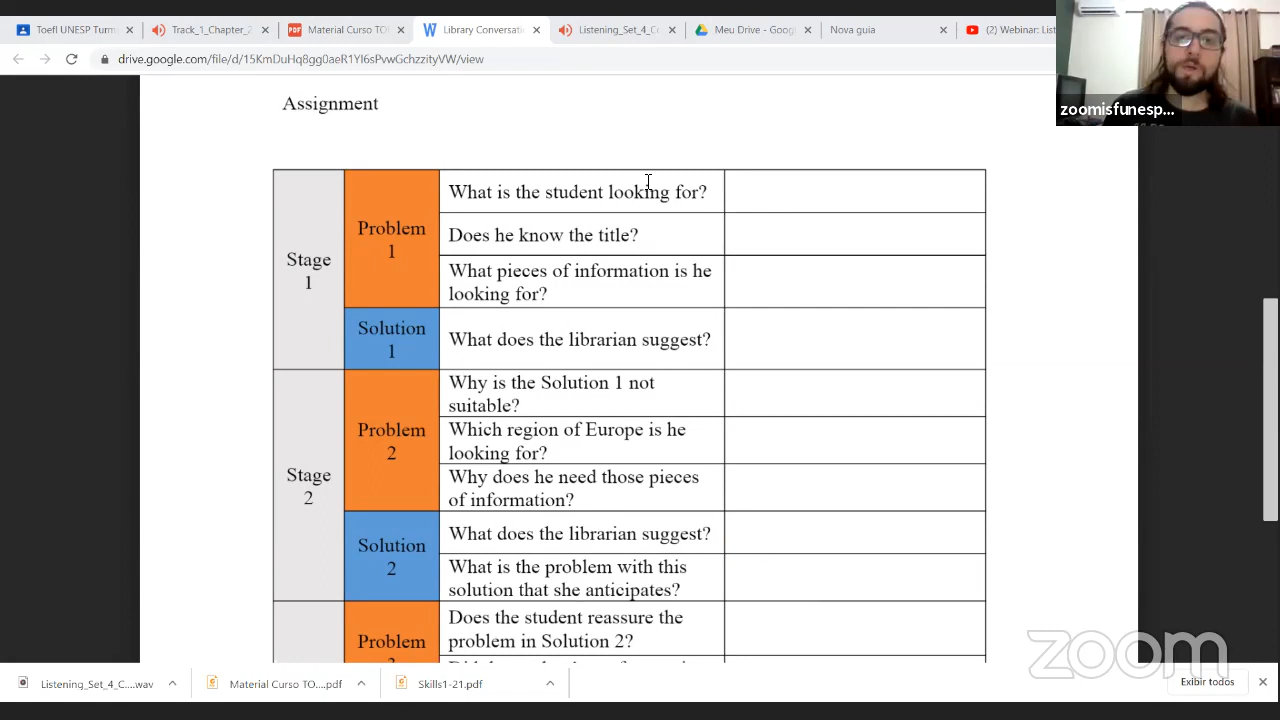 Toefl UNESP Turm
Track_1_Chapter_
Material Curso TO
Library Conversati
Listening_Set_4_C
Meu Drive - Goog
Nova guia
(2) Webinar: List
drive.google.com/file/d/15KmDuHq8gg0aeR1YI6sPvwGchzzityVW/view
zoomisfunesp...
Assignment
Stage
1
Problem
1
What is the student looking for?
Does he know the title?
What pieces of information is he
looking for?
Solution
1
What does the librarian suggest?
Stage
2
Problem
2
Why is the Solution 1 not
suitable?
Which region of Europe is he
looking for?
Why does he need those pieces
of information?
Solution
2
What does the librarian suggest?
What is the problem with this
solution that she anticipates?
Problem
Does the student reassure the
problem in Solution 2?
zoom
Listening_Set_4_C....wav
Material Curso TO....pdf
Skills1-21.pdf
Exibir todos